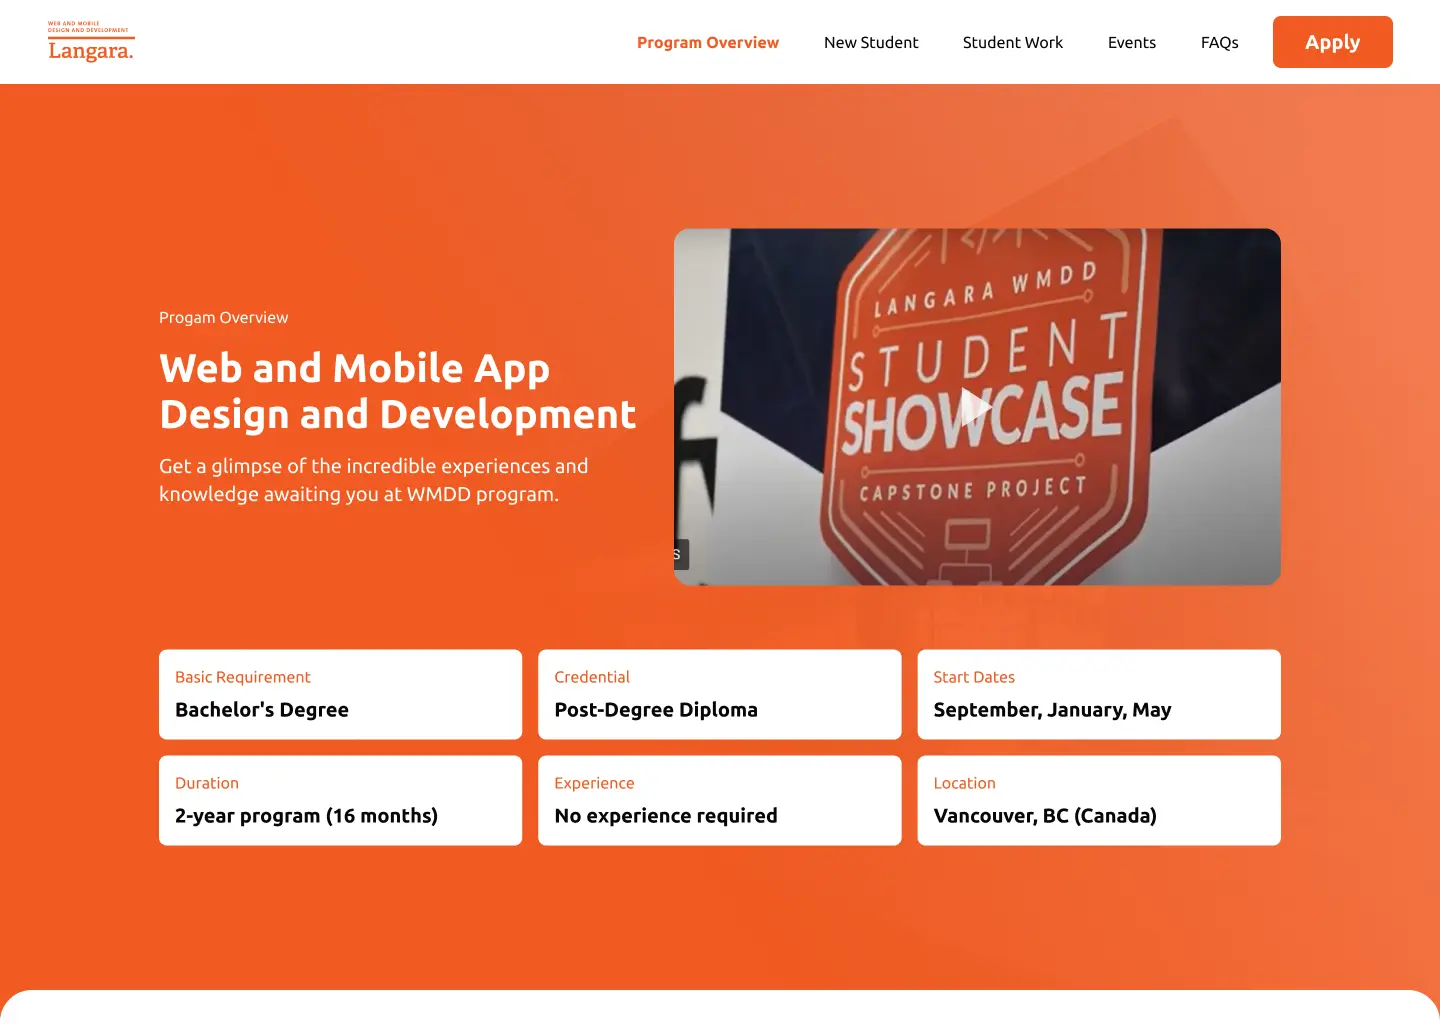 WEB AND MOBILE
DESIGN AND DEVELOPMENT
Langara.
Program Overview
New Student
Student Work
Events
FAQs
Apply
Progam Overview
Web and Mobile App
Design and Development
Get a glimpse of the incredible experiences and
knowledge awaiting you at WMDD program.
LANGARA WMDD
STUDENT
SHOWCASE
CAPSTONE PROJECT
S
Basic Requirement
Bachelor's Degree
Credential
Post-Degree Diploma
Start Dates
September, January, May
Duration
2-year program (16 months)
Experience
No experience required
Location
Vancouver, BC (Canada)